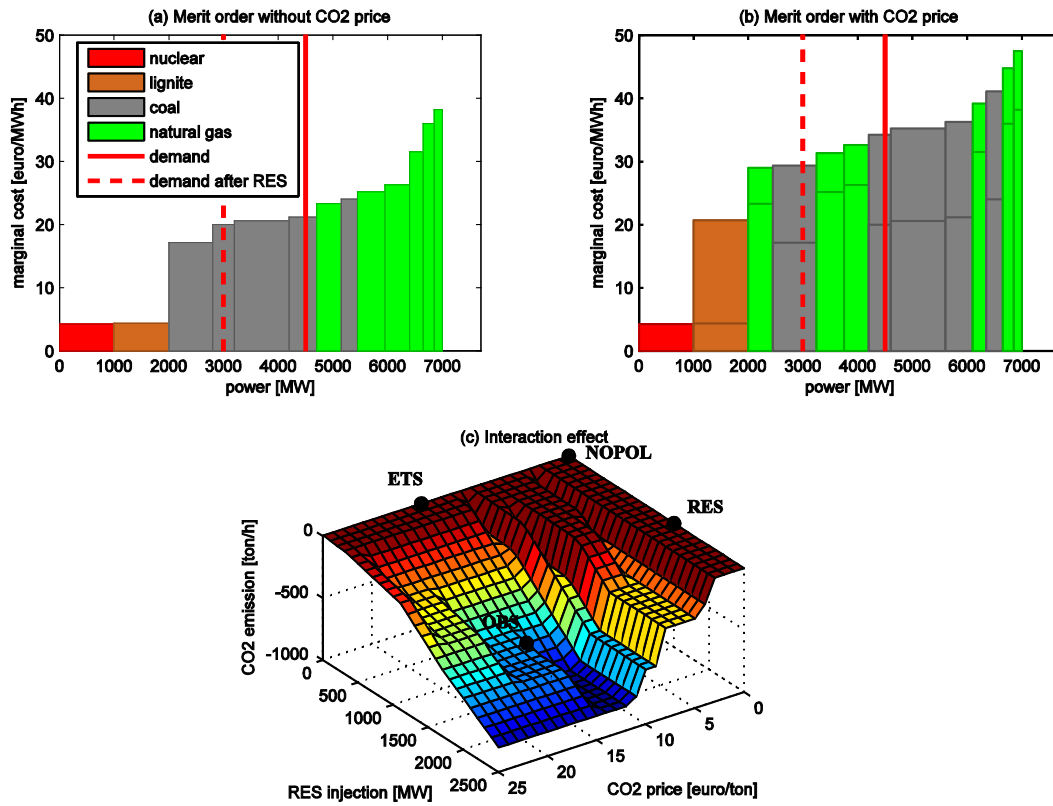 (a) Merit order without CO2 price
50
40
30
20
10
0
marginal cost [euro/MWh]
nuclear
lignite
coal
natural gas
demand
demand after RES
0 1000 2000 3000 4000 5000 6000 7000
power [MW]
(b) Merit order with CO2 price
50
40
30
20
10
0
marginal cost [euro/MWh]
0 1000 2000 3000 4000 5000 6000 7000
power [MW]
(c) Interaction effect
NOPOL
ETS
RES
OBS
CO2 emission [ton/h]
0
-500
-1000
0
500
1000
1500
2000
2500
RES injection [MW]
25
20
15
10
5
0
CO2 price [euro/ton]